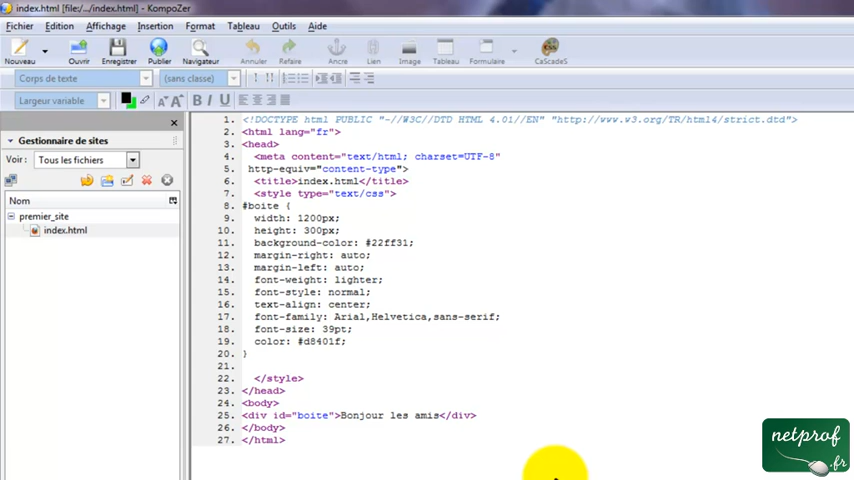 index.html [file:/.../index.html] - KompoZer
Fichier Edition Affichage Insertion Format Tableau Outils Aide
Nouveau Ouvrir Enregistrer Publier Navigateur Annuler Refaire Ancre Lien Image Tableau Formulaire CaScadeS
Corps de texte (sans classe)
Largeur variable B I U
Gestionnaire de sites
Voir : Tous les fichiers
Nom
premier_site
index.html
1. <!DOCTYPE html PUBLIC "-//W3C//DTD HTML 4.01//EN" "http://www.w3.org/TR/html4/strict.dtd">
2. <html lang="fr">
3. <head>
4. <meta content="text/html; charset=UTF-8"
5. http-equiv="content-type">
6. <title>index.html</title>
7. <style type="text/css">
8. #boite {
9. width: 1200px;
10. height: 300px;
11. background-color: #22ff31;
12. margin-right: auto;
13. margin-left: auto;
14. font-weight: lighter;
15. font-style: normal;
16. text-align: center;
17. font-family: Arial,Helvetica,sans-serif;
18. font-size: 39pt;
19. color: #d8401f;
20. }
21.
22. </style>
23. </head>
24. <body>
25. <div id="boite">Bonjour les amis</div>
26. </body>
27. </html>
netprof
.fr